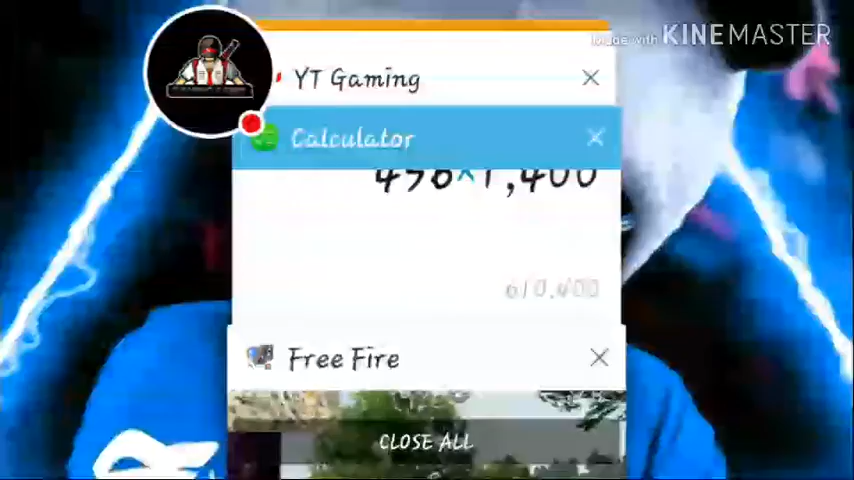 Made with KINEMASTER
YT Gaming
Calculator
Free Fire
CLOSE ALL